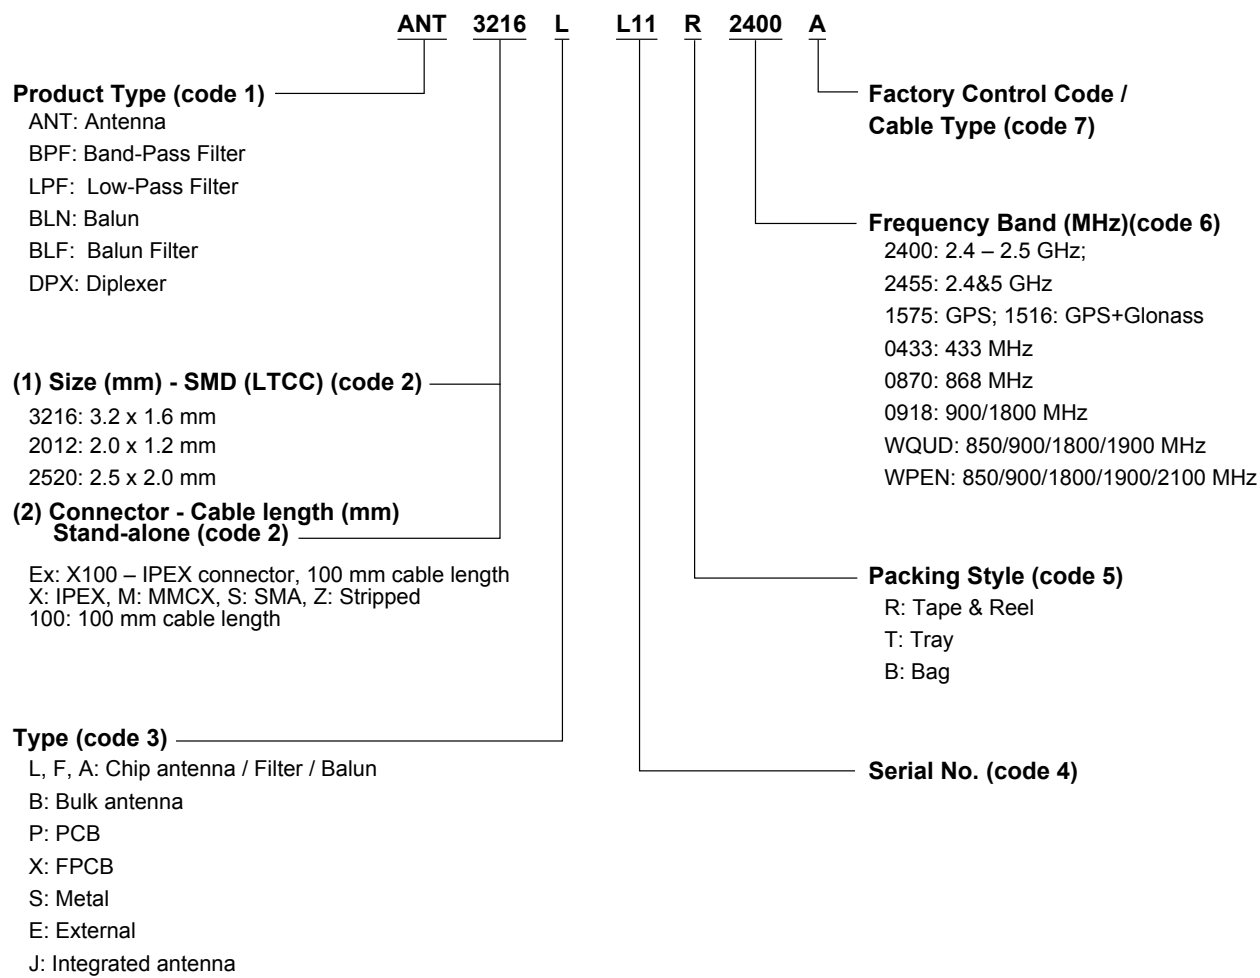 ANT 3216 L L11 R 2400 A
Product Type (code 1)
ANT: Antenna
BPF: Band-Pass Filter
LPF: Low-Pass Filter
BLN: Balun
BLF: Balun Filter
DPX: Diplexer
(1) Size (mm) - SMD (LTCC) (code 2)
3216: 3.2 x 1.6 mm
2012: 2.0 x 1.2 mm
2520: 2.5 x 2.0 mm
(2) Connector - Cable length (mm)
Stand-alone (code 2)
Ex: X100 – IPEX connector, 100 mm cable length
X: IPEX, M: MMCX, S: SMA, Z: Stripped
100: 100 mm cable length
Type (code 3)
L, F, A: Chip antenna / Filter / Balun
B: Bulk antenna
P: PCB
X: FPCB
S: Metal
E: External
J: Integrated antenna
Factory Control Code /
Cable Type (code 7)
Frequency Band (MHz)(code 6)
2400: 2.4 – 2.5 GHz;
2455: 2.4&5 GHz
1575: GPS; 1516: GPS+Glonass
0433: 433 MHz
0870: 868 MHz
0918: 900/1800 MHz
WQUD: 850/900/1800/1900 MHz
WPEN: 850/900/1800/1900/2100 MHz
Packing Style (code 5)
R: Tape & Reel
T: Tray
B: Bag
Serial No. (code 4)